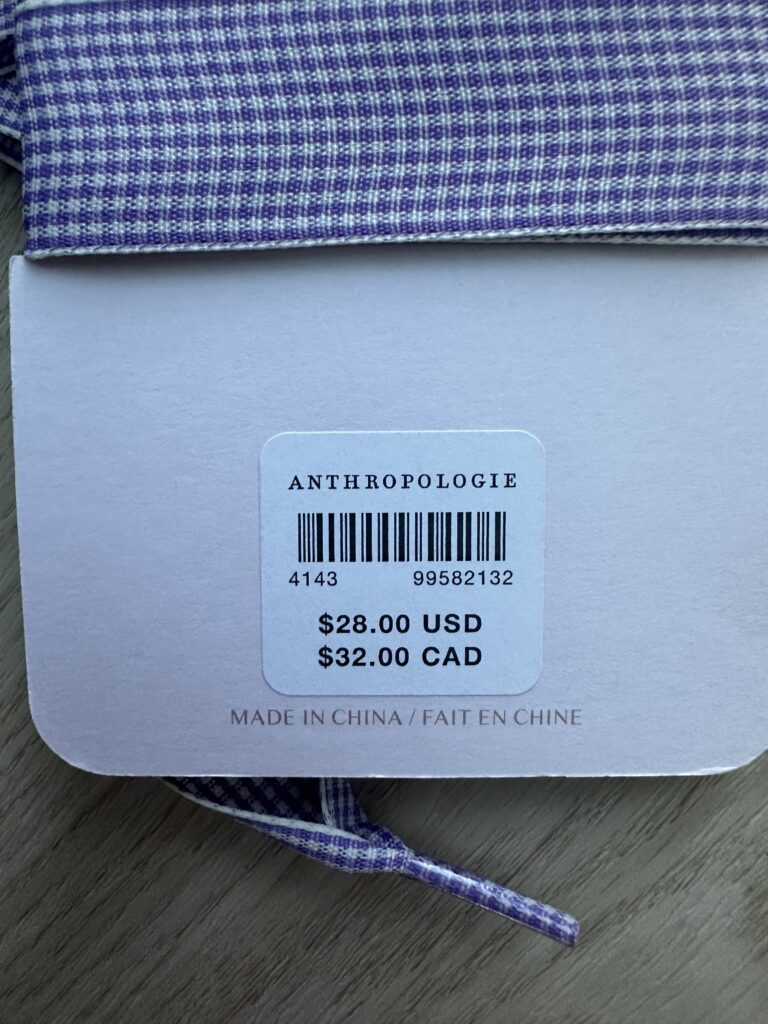 ANTHROPOLOGIE
4143 99582132
$28.00 USD
$32.00 CAD
MADE IN CHINA / FAIT EN CHINE